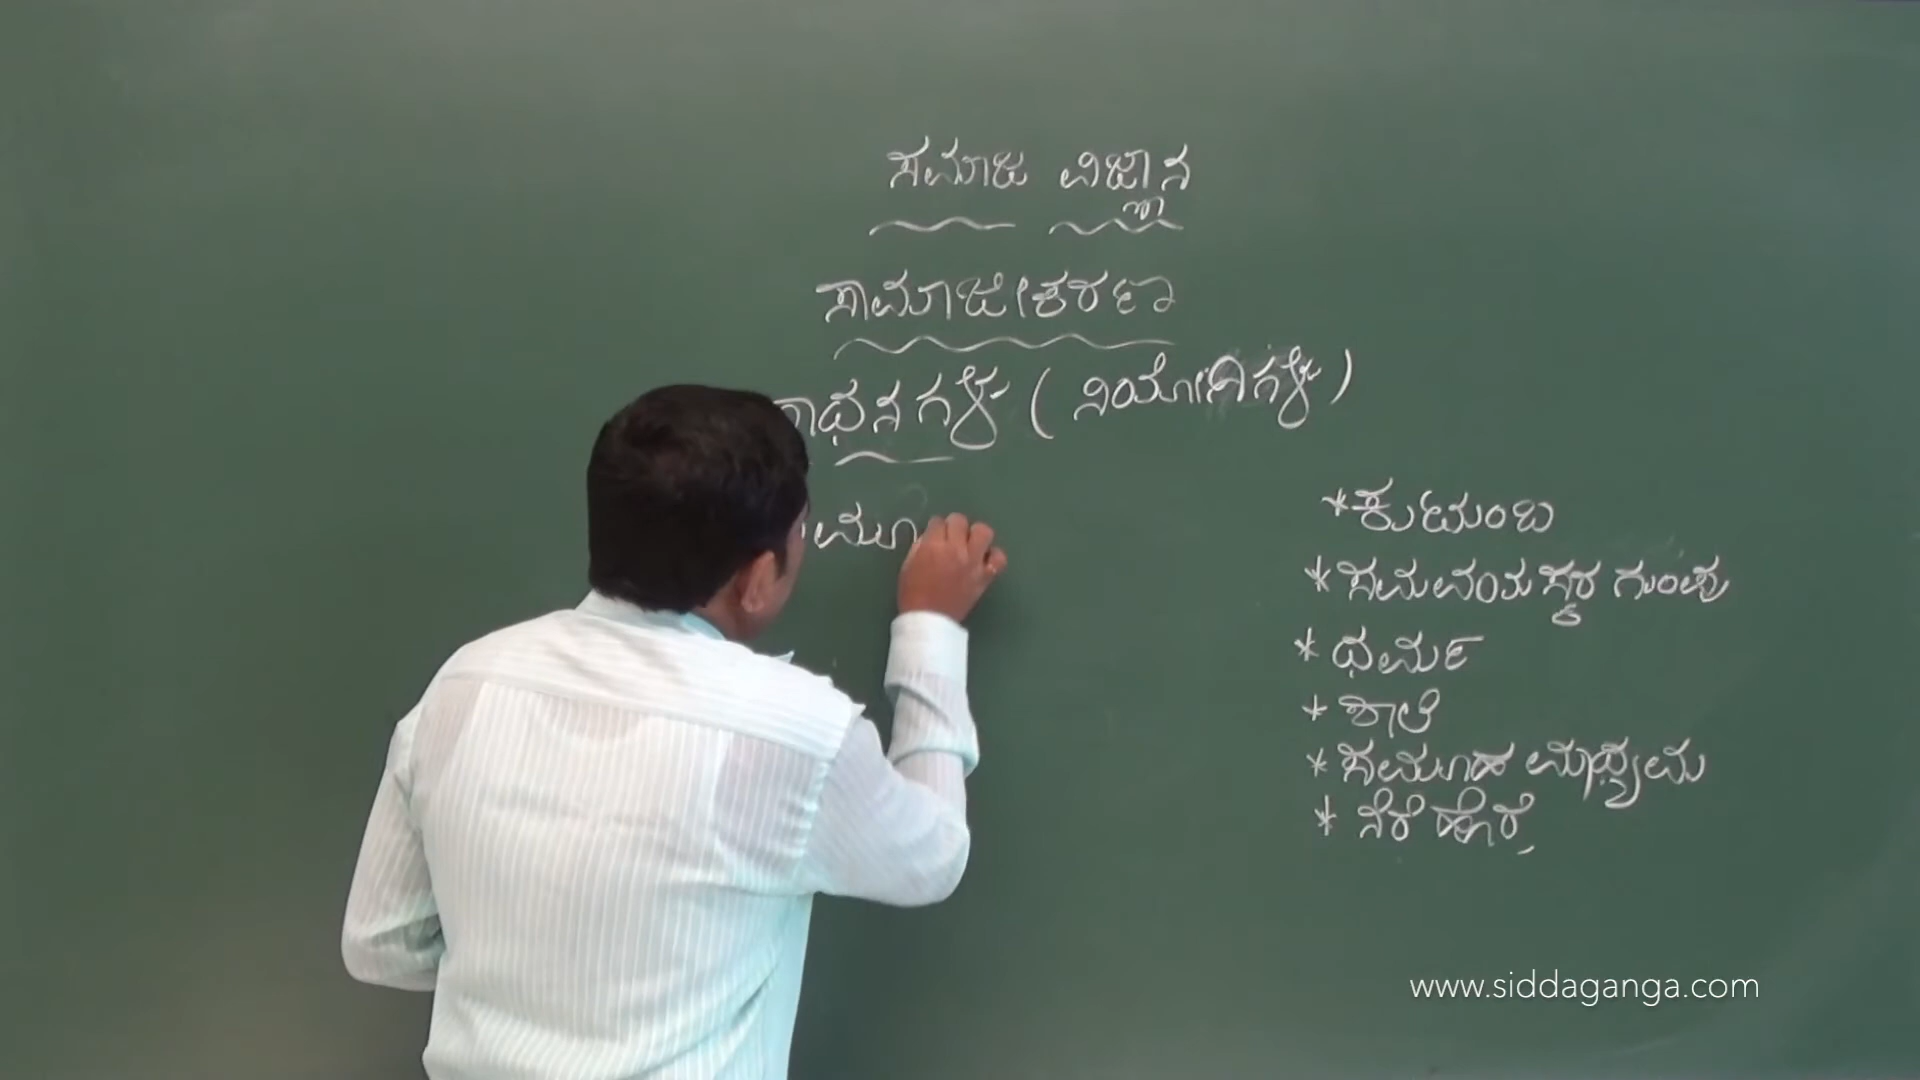 ಸಮಾಜ ವಿಜ್ಞಾನ
ಸಾಮಾಜೀಕರಣ
ಸಾಧನಗಳು ( ನಿಯೋಗಿಗಳು )
* ಕುಟುಂಬ
* ಸಮವಯಸ್ಕರ ಗುಂಪು
* ಧರ್ಮ
* ಶಾಲೆ
* ಸಮೂಹ ಮಾಧ್ಯಮ
* ನೆರೆಹೊರೆ
www.siddaganga.com